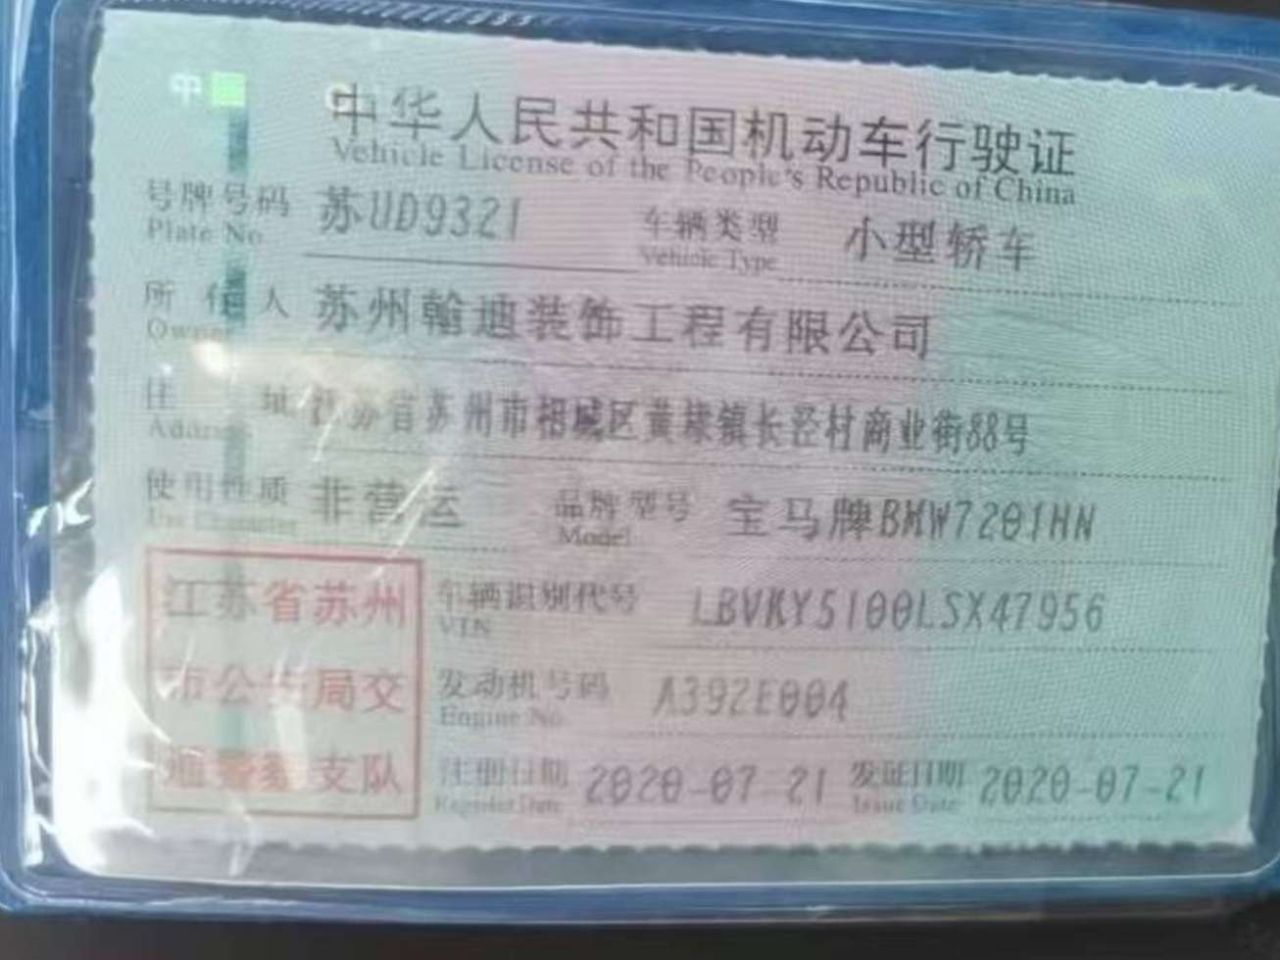 中华人民共和国机动车行驶证
Vehicle License of the People's Republic of China
号牌号码 苏UD9321 车辆类型 小型轿车
Plate No. Vehicle Type
所有人 苏州翰迪装饰工程有限公司
Owner
住址 江苏省苏州市相城区黄埭镇长泾村商业街88号
Address
使用性质 非营运 品牌型号 宝马牌BMW7201HN
Use Character Model
江苏省苏州 车辆识别代号 LBVKY5100LSX47956
VIN
市公安局交 发动机号码 A392E004
Engine No.
通警察支队 注册日期 2020-07-21 发证日期 2020-07-21
Register Date Issue Date